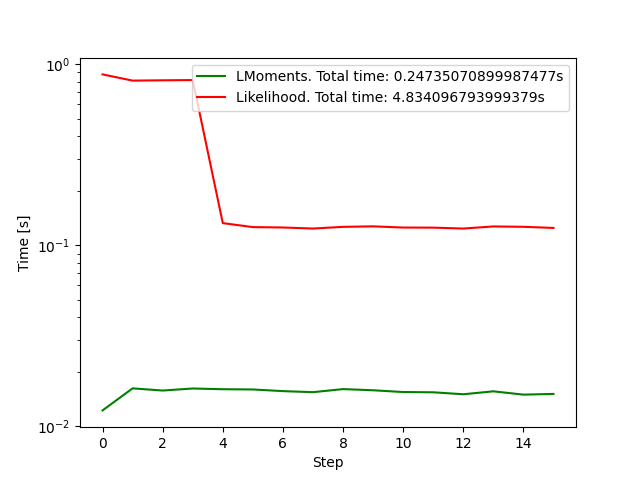 LMoments. Total time: 0.24735070899987477s
Likelihood. Total time: 4.834096793999379s
10⁰
10⁻¹
10⁻²
Time [s]
0 2 4 6 8 10 12 14
Step